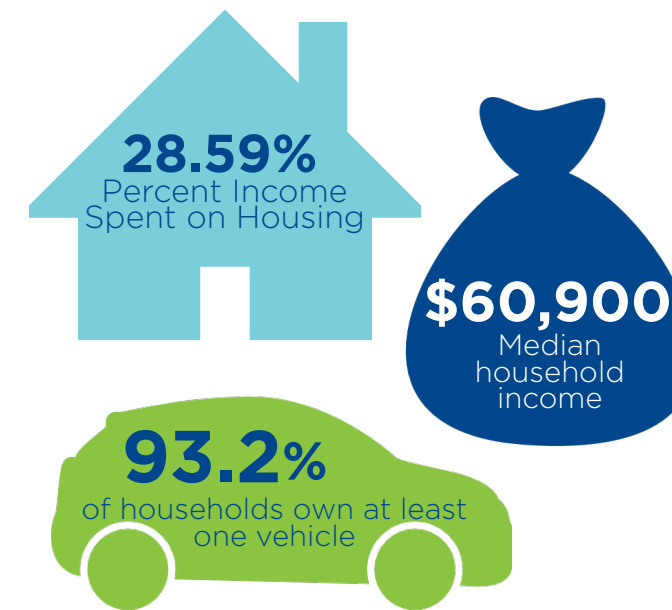 28.59%
Percent Income
Spent on Housing
$60,900
Median
household
income
93.2%
of households own at least
one vehicle